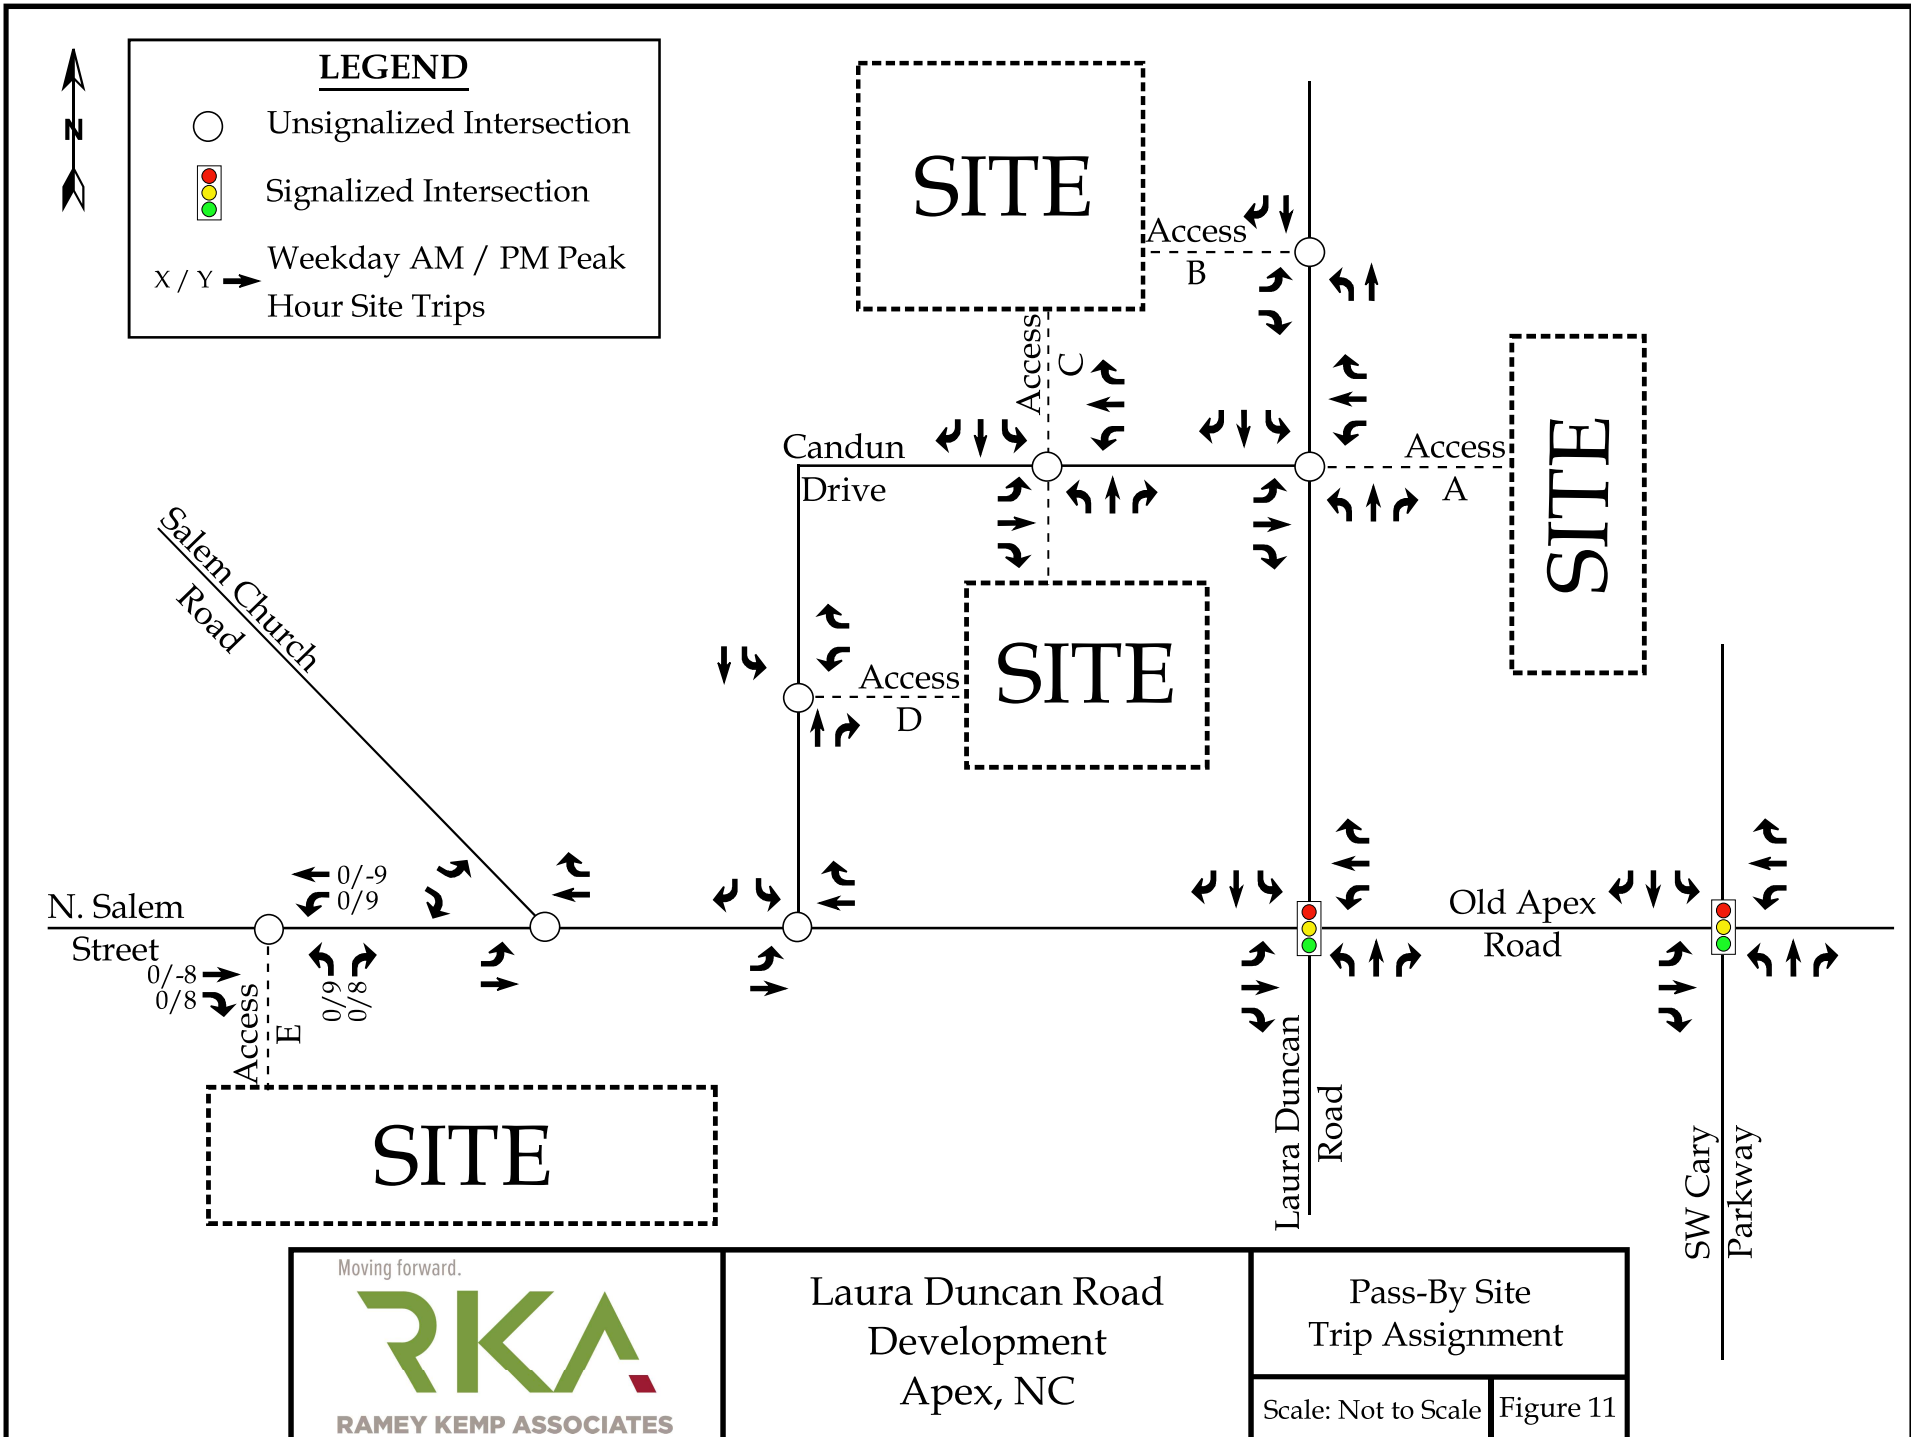 LEGEND
Unsignalized Intersection
Signalized Intersection
X / Y
Weekday AM / PM Peak
Hour Site Trips
N
SITE
Access
B
Access
C
Candun
Drive
Access
A
SITE
Salem Church
Road
Access
D
SITE
N. Salem
Street
0/-9
0/9
0/-8
0/8
0/9
0/8
Access
E
SITE
Old Apex
Road
Laura Duncan
Road
SW Cary
Parkway
Moving forward.
RKA
RAMEY KEMP ASSOCIATES
Laura Duncan Road
Development
Apex, NC
Pass-By Site
Trip Assignment
Scale: Not to Scale
Figure 11